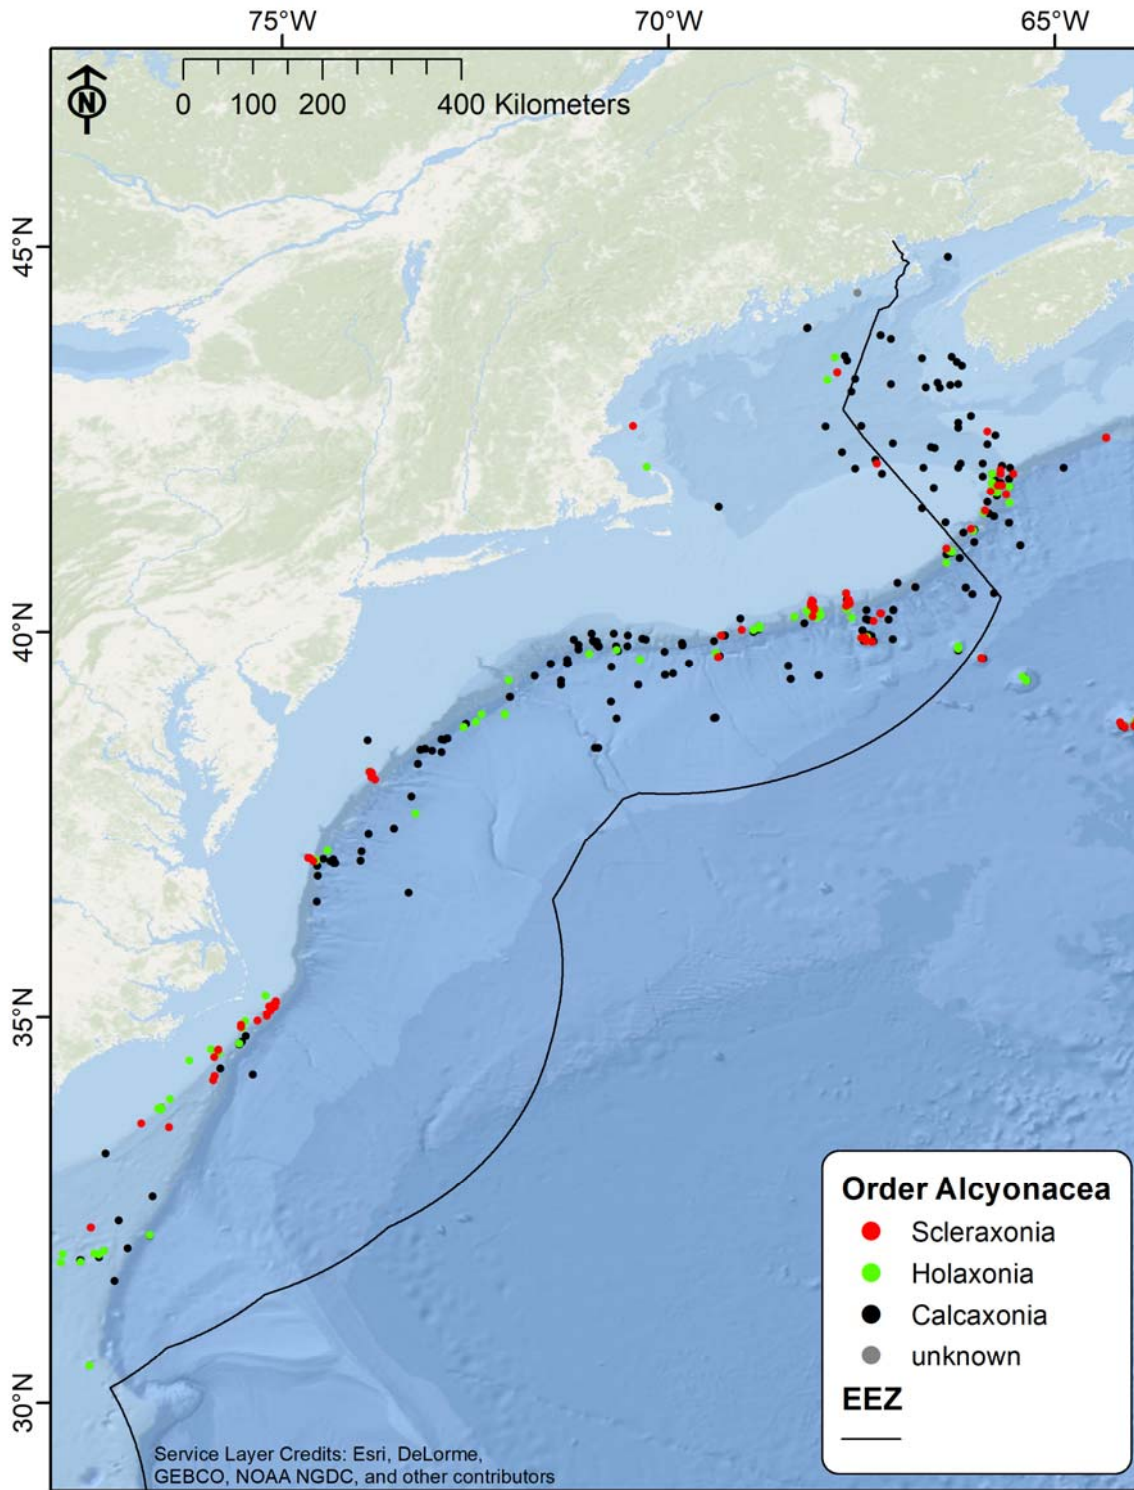 75°W 70°W 65°W
N
0 100 200 400 Kilometers
45°N
40°N
35°N
30°N
Order Alcyonacea
Scleraxonia
Holaxonia
Calcaxonia
unknown
EEZ
Service Layer Credits: Esri, DeLorme,
GEBCO, NOAA NGDC, and other contributors